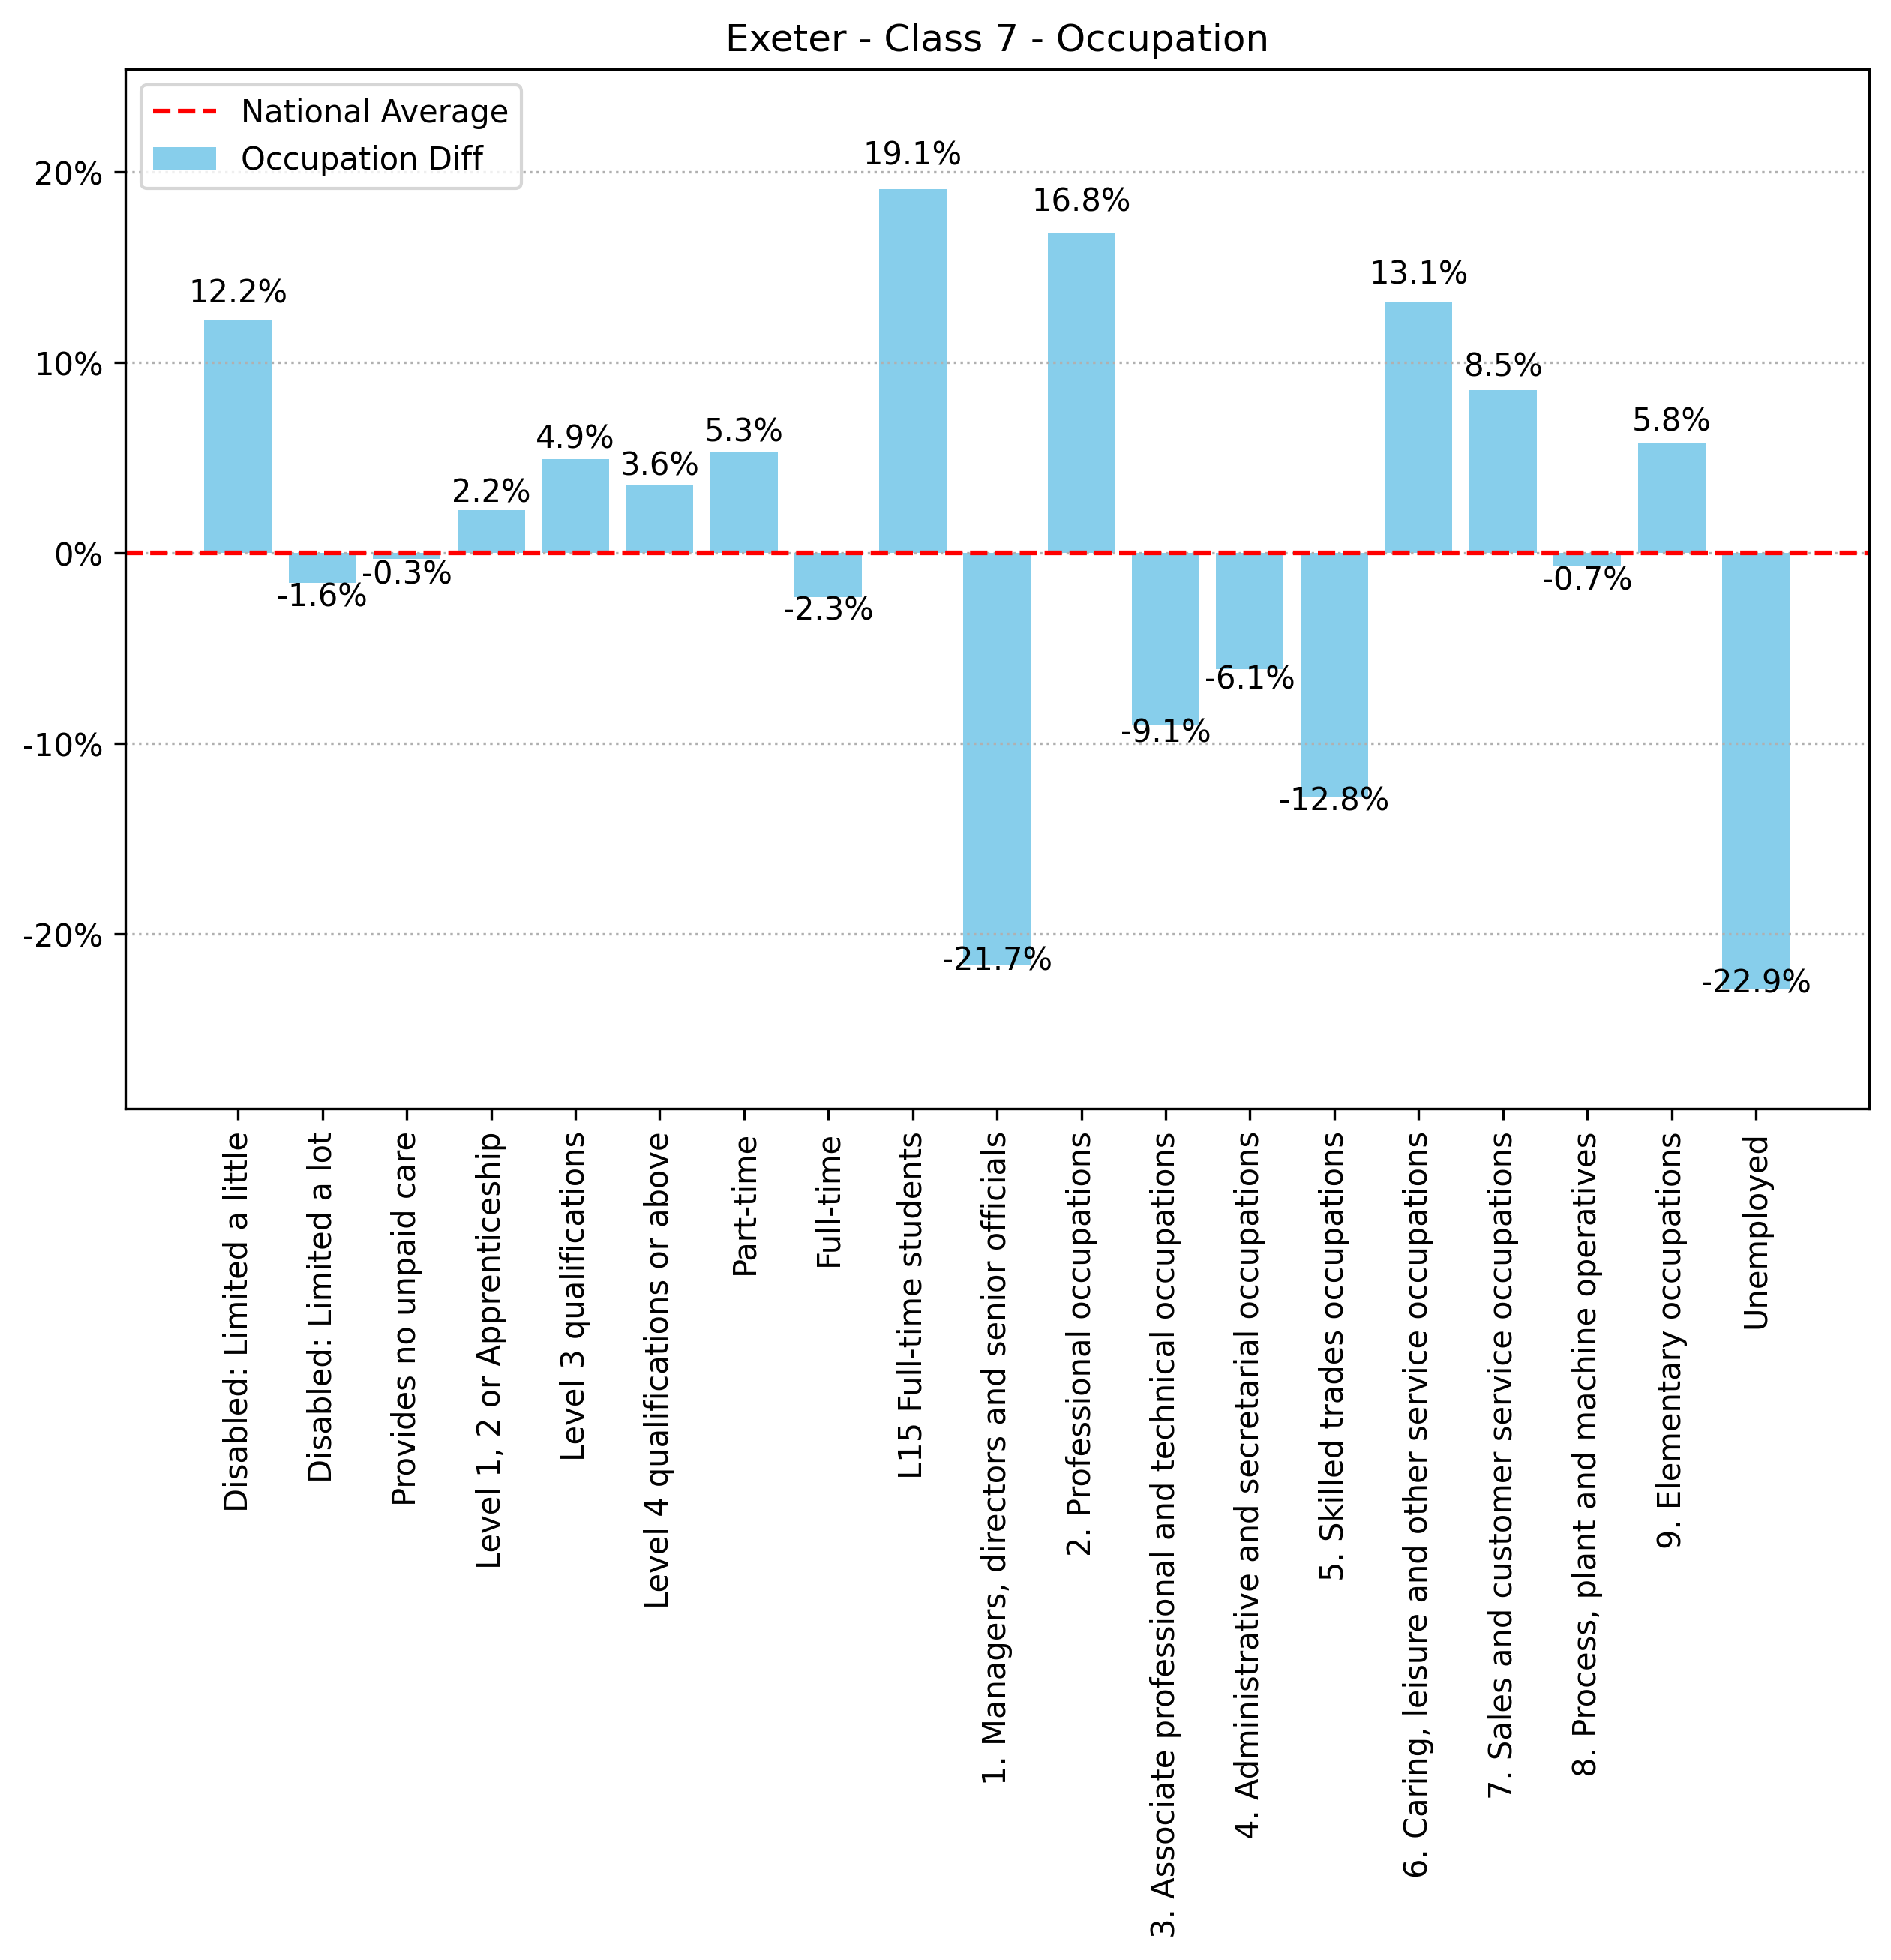 Exeter - Class 7 - Occupation
National Average
Occupation Diff
20%
10%
0%
-10%
-20%
12.2%
-1.6%
-0.3%
2.2%
4.9%
3.6%
5.3%
-2.3%
19.1%
-21.7%
16.8%
-9.1%
-6.1%
-12.8%
13.1%
8.5%
-0.7%
5.8%
-22.9%
Disabled: Limited a little
Disabled: Limited a lot
Provides no unpaid care
Level 1, 2 or Apprenticeship
Level 3 qualifications
Level 4 qualifications or above
Part-time
Full-time
L15 Full-time students
1. Managers, directors and senior officials
2. Professional occupations
3. Associate professional and technical occupations
4. Administrative and secretarial occupations
5. Skilled trades occupations
6. Caring, leisure and other service occupations
7. Sales and customer service occupations
8. Process, plant and machine operatives
9. Elementary occupations
Unemployed